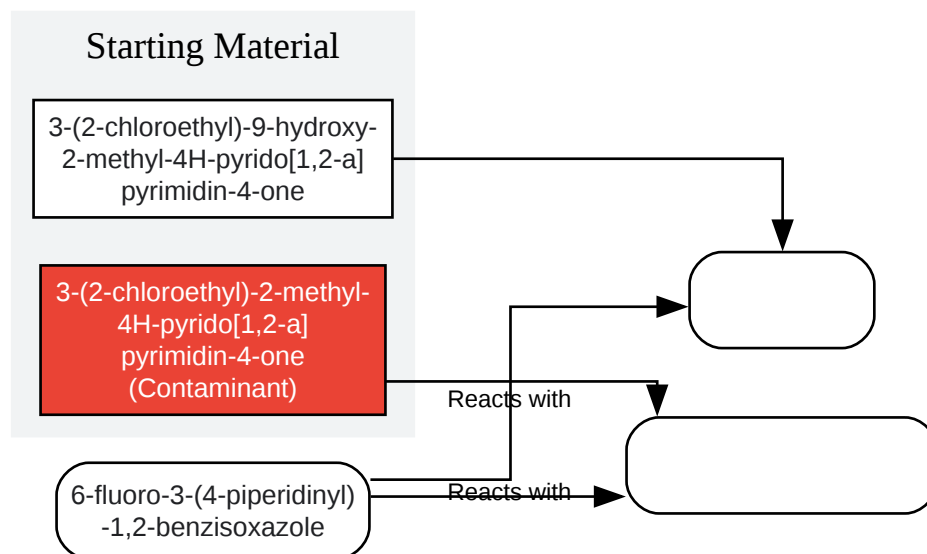 Starting Material
3-(2-chloroethyl)-9-hydroxy-
2-methyl-4H-pyrido[1,2-a]
pyrimidin-4-one
3-(2-chloroethyl)-2-methyl-
4H-pyrido[1,2-a]
pyrimidin-4-one
(Contaminant)
Reacts with
6-fluoro-3-(4-piperidinyl)
-1,2-benzisoxazole
Reacts with